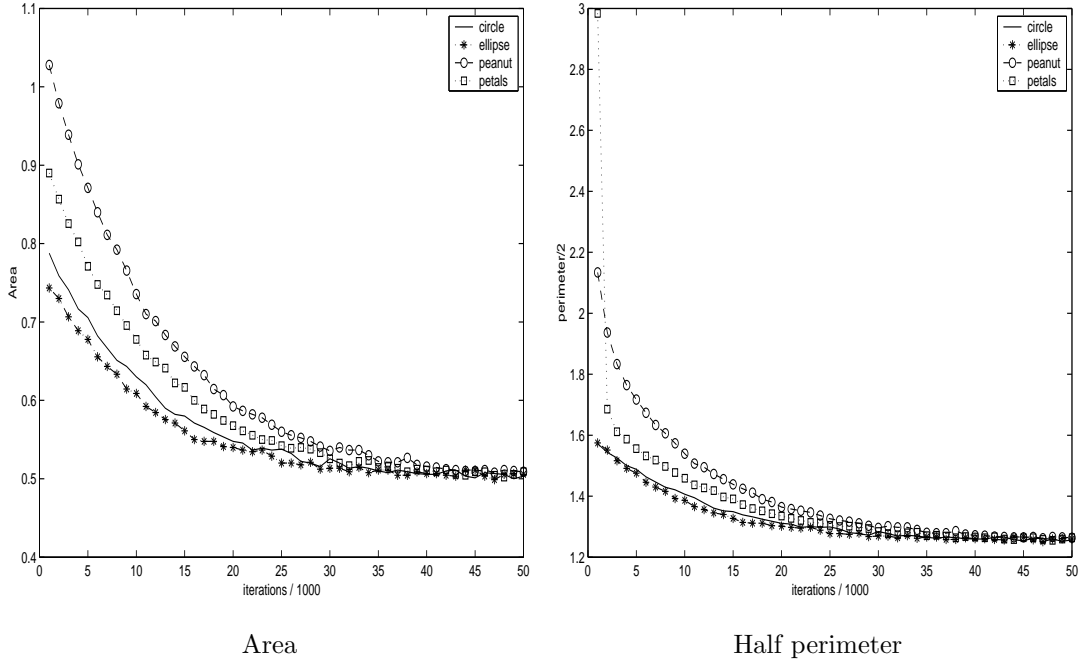 1.1
1
0.9
0.8
0.7
0.6
0.5
0.4
Area
0 5 10 15 20 25 30 35 40 45 50
iterations / 1000
circle
ellipse
peanut
petals
3
2.8
2.6
2.4
2.2
2
1.8
1.6
1.4
1.2
perimeter/2
0 5 10 15 20 25 30 35 40 45 50
iterations / 1000
circle
ellipse
peanut
petals
Area
Half perimeter